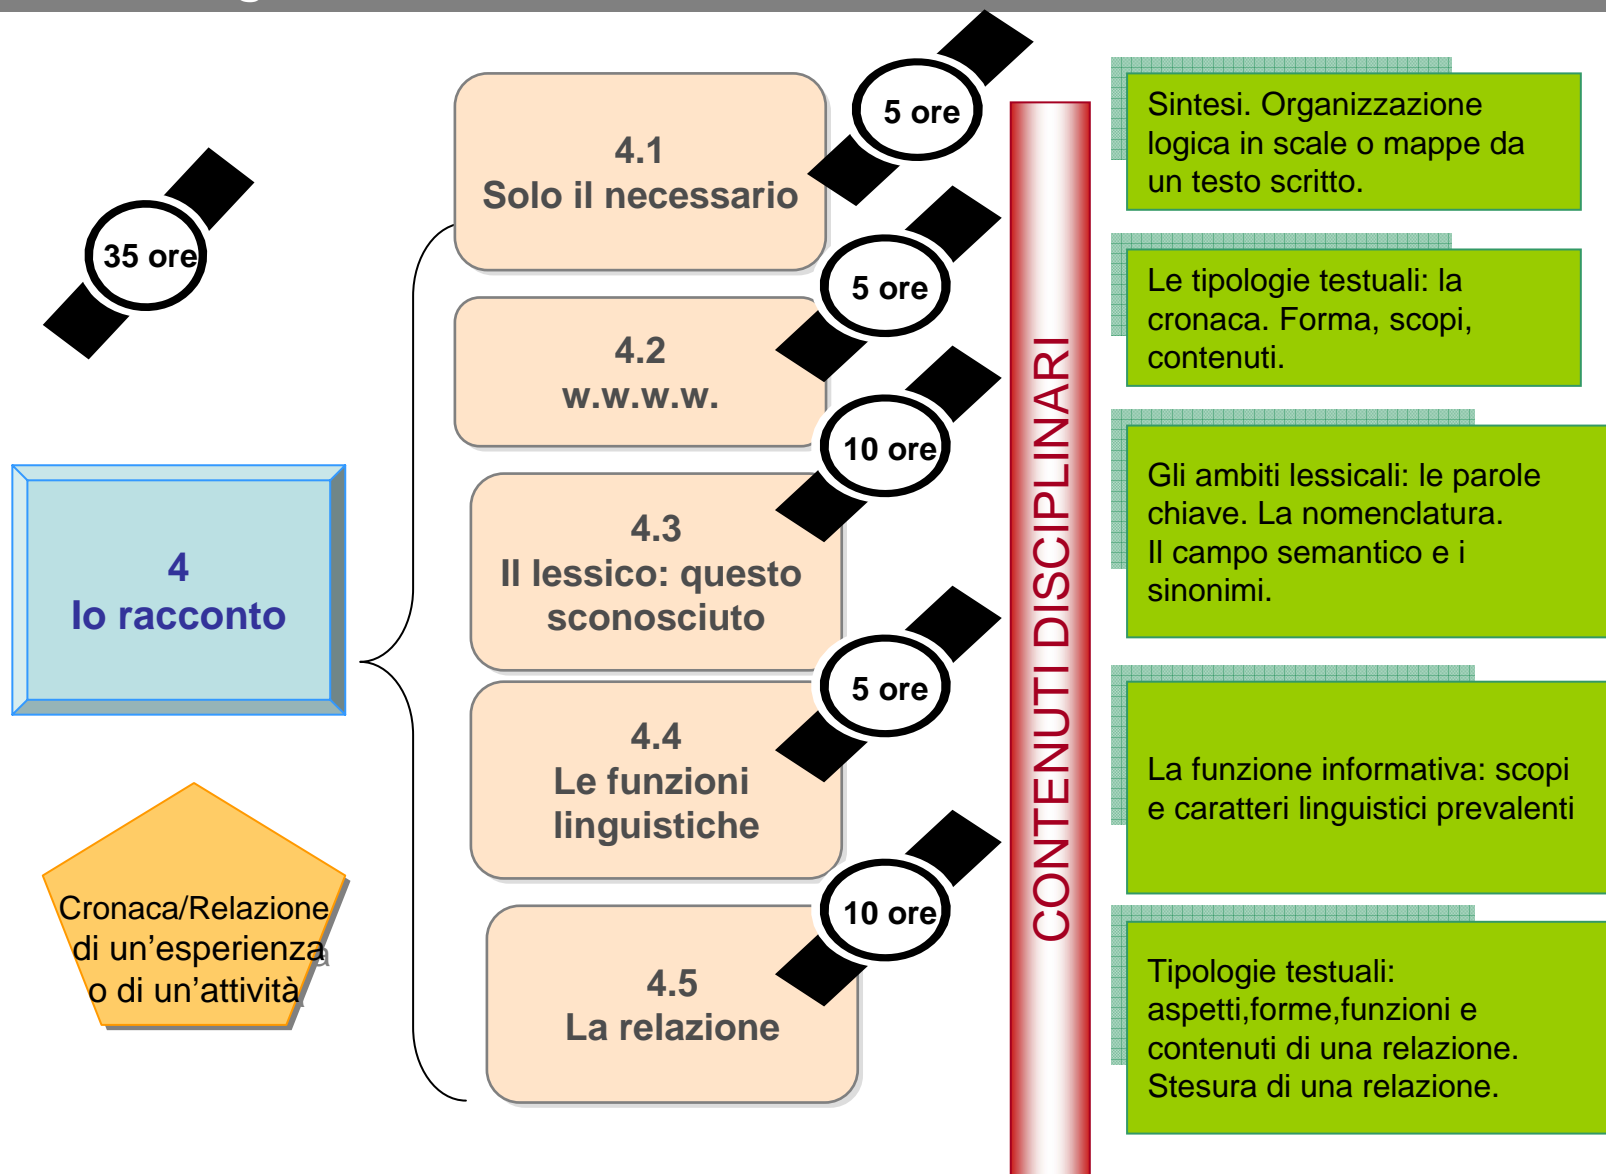 35 ore
4
Io racconto
Cronaca/Relazione
di un’esperienza
o di un’attività
4.1
Solo il necessario
5 ore
4.2
w.w.w.w.
5 ore
4.3
Il lessico: questo
sconosciuto
10 ore
4.4
Le funzioni
linguistiche
5 ore
4.5
La relazione
10 ore
CONTENUTI DISCIPLINARI
Sintesi. Organizzazione
logica in scale o mappe da
un testo scritto.
Le tipologie testuali: la
cronaca. Forma, scopi,
contenuti.
Gli ambiti lessicali: le parole
chiave. La nomenclatura.
Il campo semantico e i
sinonimi.
La funzione informativa: scopi
e caratteri linguistici prevalenti
Tipologie testuali:
aspetti,forme,funzioni e
contenuti di una relazione.
Stesura di una relazione.